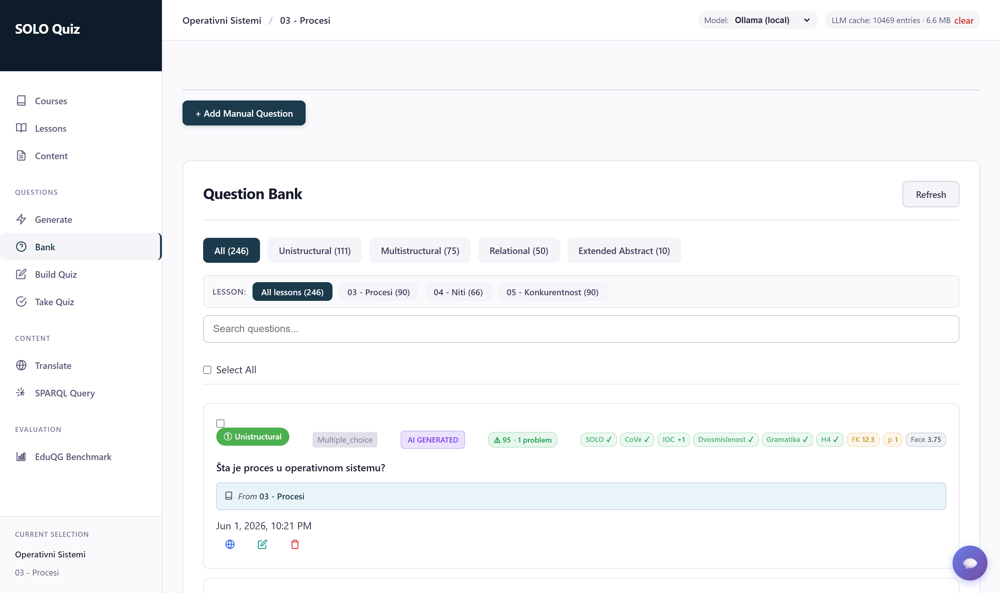 SOLO Quiz
Courses
Lessons
Content
QUESTIONS
Generate
Bank
Build Quiz
Take Quiz
CONTENT
Translate
SPARQL Query
EVALUATION
EduQG Benchmark
CURRENT SELECTION
Operativni Sistemi
03 - Procesi
Operativni Sistemi / 03 - Procesi
Model: Ollama (local)
LLM cache: 10469 entries · 6.6 MB clear
+ Add Manual Question
Question Bank
Refresh
All (246) Unistructural (111) Multistructural (75) Relational (50) Extended Abstract (10)
LESSON: All lessons (246) 03 - Procesi (90) 04 - Niti (66) 05 - Konkurentnost (90)
Search questions...
Select All
① Unistructural Multiple_choice AI GENERATED ⚠ 95 · 1 problem SOLO ✓ CoVe ✓ IOC +1 Dvosmislenost ✓ Gramatika ✓ H4 ✓ FK 12.3 p 1 Face 3.75
Šta je proces u operativnom sistemu?
From 03 - Procesi
Jun 1, 2026, 10:21 PM